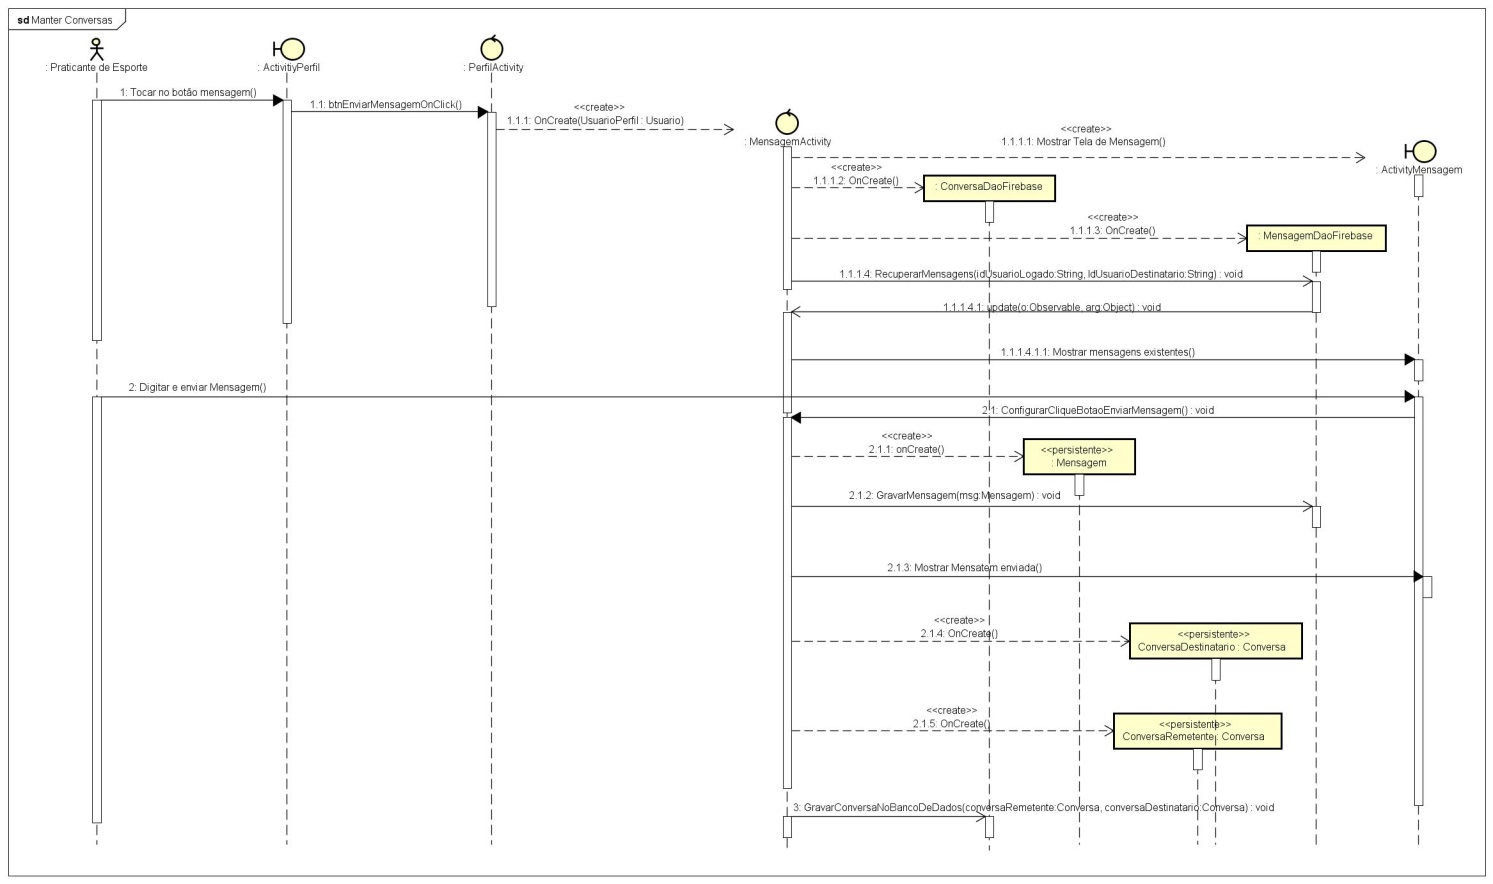 sd Manter Conversas
: Praticante de Esporte
: ActivitiyPerfil
: PerfilActivity
1: Tocar no botão mensagem()
1.1: btnEnviarMensagemOnClick()
<<create>>
1.1.1: OnCreate(UsuarioPerfil : Usuario)
: MensagemActivity
<<create>>
1.1.1.1: Mostrar Tela de Mensagem()
: ActivityMensagem
<<create>>
1.1.1.2: OnCreate()
: ConversaDaoFirebase
<<create>>
1.1.1.3: OnCreate()
: MensagemDaoFirebase
1.1.1.4: RecuperarMensagens(idUsuarioLogado:String, IdUsuarioDestinatario:String) : void
1.1.1.4.1: update(o:Observable, arg:Object) : void
1.1.1.4.1.1: Mostrar mensagens existentes()
2: Digitar e enviar Mensagem()
2.1: ConfigurarCliqueBotaoEnviarMensagem() : void
<<create>>
2.1.1: onCreate()
<<persistente>>
: Mensagem
2.1.2: GravarMensagem(msg:Mensagem) : void
2.1.3: Mostrar Mensatem enviada()
<<create>>
2.1.4: OnCreate()
<<persistente>>
ConversaDestinatario : Conversa
<<create>>
2.1.5: OnCreate()
<<persistente>>
ConversaRemetente : Conversa
3: GravarConversaNoBancoDeDados(conversaRemetente:Conversa, conversaDestinatario:Conversa) : void